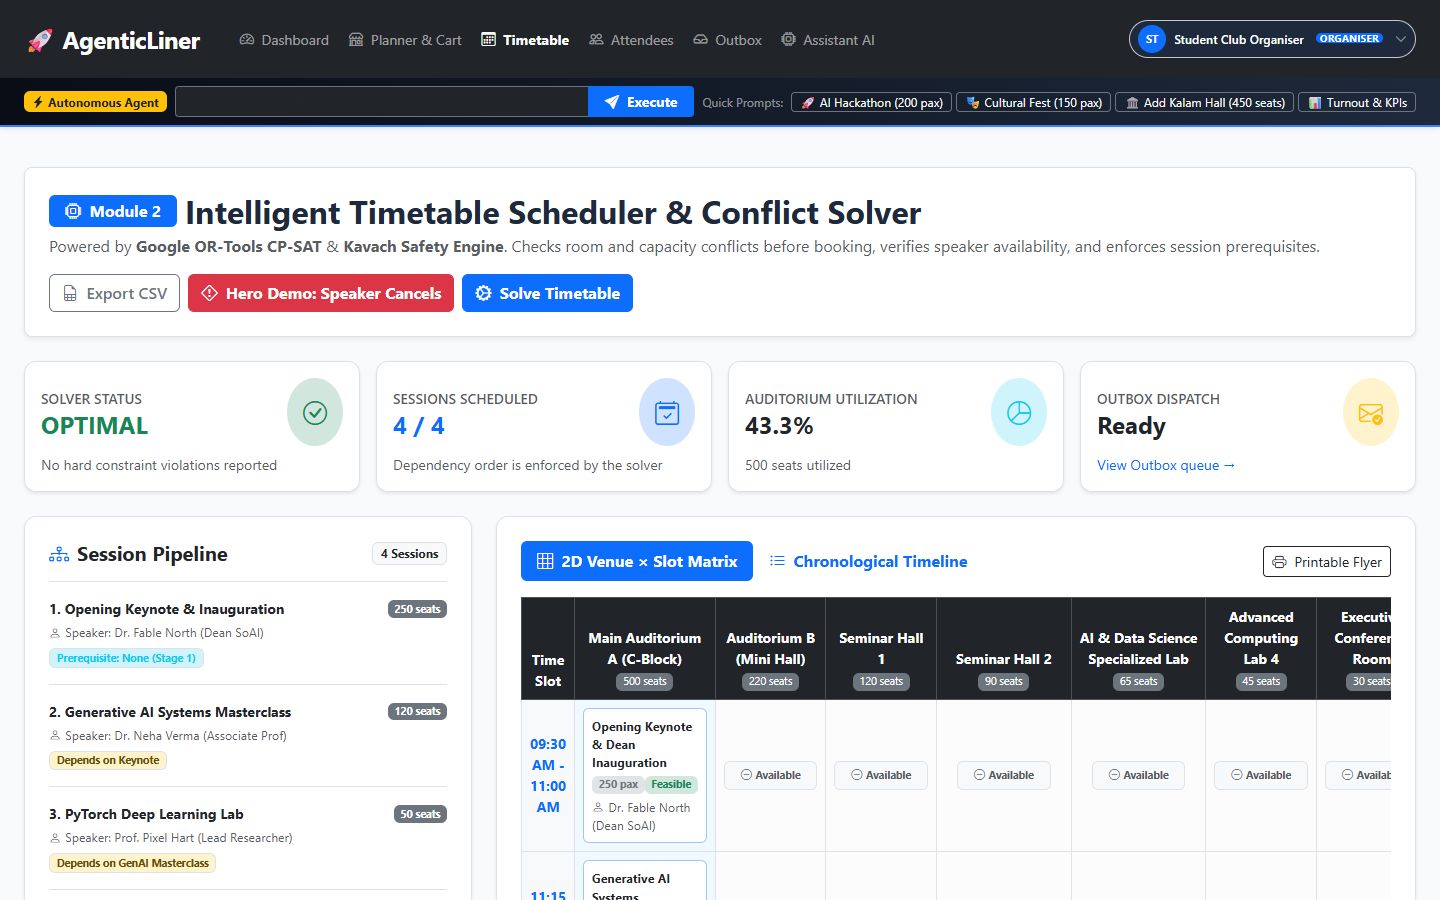 AgenticLiner
Dashboard
Planner & Cart
Timetable
Attendees
Outbox
Assistant AI
ST
Student Club Organiser
ORGANISER
Autonomous Agent
Execute
Quick Prompts:
AI Hackathon (200 pax)
Cultural Fest (150 pax)
Add Kalam Hall (450 seats)
Turnout & KPIs
Module 2
Intelligent Timetable Scheduler & Conflict Solver
Powered by Google OR-Tools CP-SAT & Kavach Safety Engine. Checks room and capacity conflicts before booking, verifies speaker availability, and enforces session prerequisites.
Export CSV
Hero Demo: Speaker Cancels
Solve Timetable
SOLVER STATUS
OPTIMAL
No hard constraint violations reported
SESSIONS SCHEDULED
4 / 4
Dependency order is enforced by the solver
AUDITORIUM UTILIZATION
43.3%
500 seats utilized
OUTBOX DISPATCH
Ready
View Outbox queue →
Session Pipeline
4 Sessions
1. Opening Keynote & Inauguration
250 seats
Speaker: Dr. Fable North (Dean SoAI)
Prerequisite: None (Stage 1)
2. Generative AI Systems Masterclass
120 seats
Speaker: Dr. Neha Verma (Associate Prof)
Depends on Keynote
3. PyTorch Deep Learning Lab
50 seats
Speaker: Prof. Pixel Hart (Lead Researcher)
Depends on GenAI Masterclass
2D Venue × Slot Matrix
Chronological Timeline
Printable Flyer
Time
Slot
Main Auditorium
A (C-Block)
500 seats
Auditorium B
(Mini Hall)
220 seats
Seminar Hall
1
120 seats
Seminar Hall 2
90 seats
AI & Data Science
Specialized Lab
65 seats
Advanced
Computing
Lab 4
45 seats
Executiv
Conferen
Room
30 seats
09:30
AM -
11:00
AM
Opening Keynote
& Dean
Inauguration
250 pax
Feasible
Dr. Fable North
(Dean SoAI)
Available
Available
Available
Available
Available
Availab
11:15
Generative AI
Systems